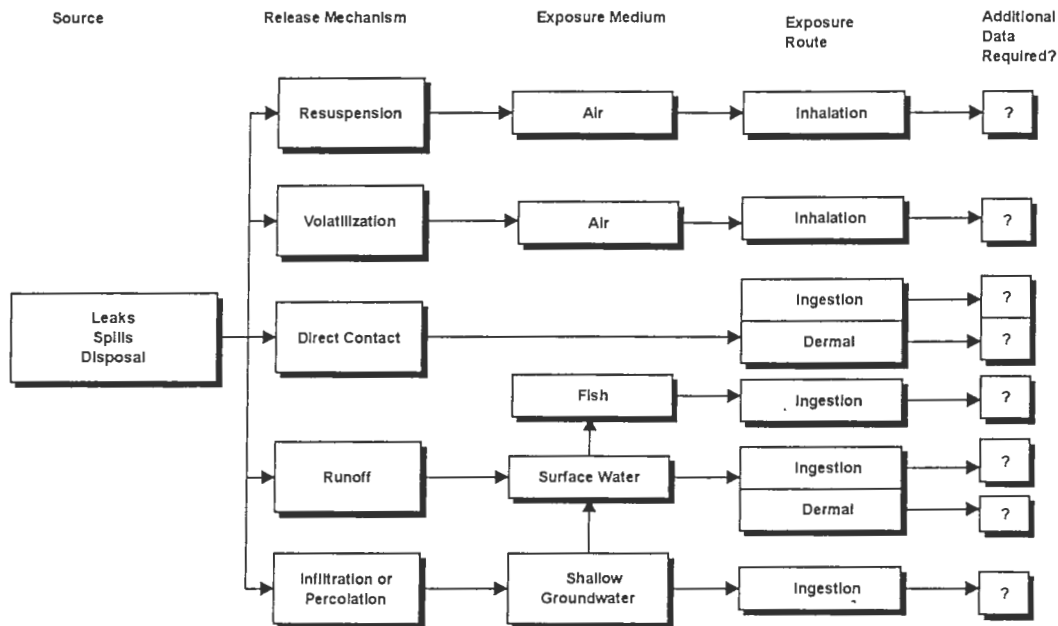 Source
Release Mechanism
Exposure Medium
Exposure
Route
Additional
Data
Required?
Resuspension
Air
Inhalation
?
Volatilization
Air
Inhalation
?
Leaks
Spills
Disposal
Direct Contact
Ingestion
?
Dermal
?
Fish
Ingestion
?
Runoff
Surface Water
Ingestion
?
Dermal
?
Infiltration or
Percolation
Shallow
Groundwater
Ingestion
?